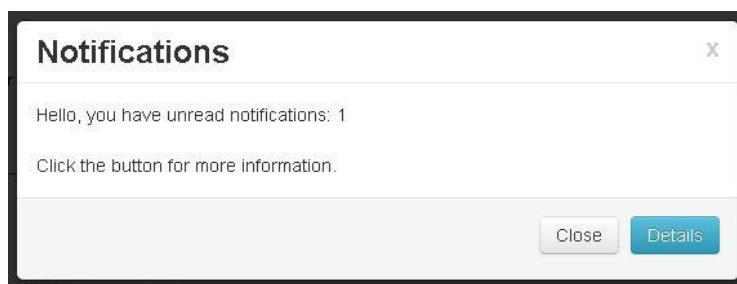 Notifications
x
Hello, you have unread notifications: 1
Click the button for more information.
Close Details